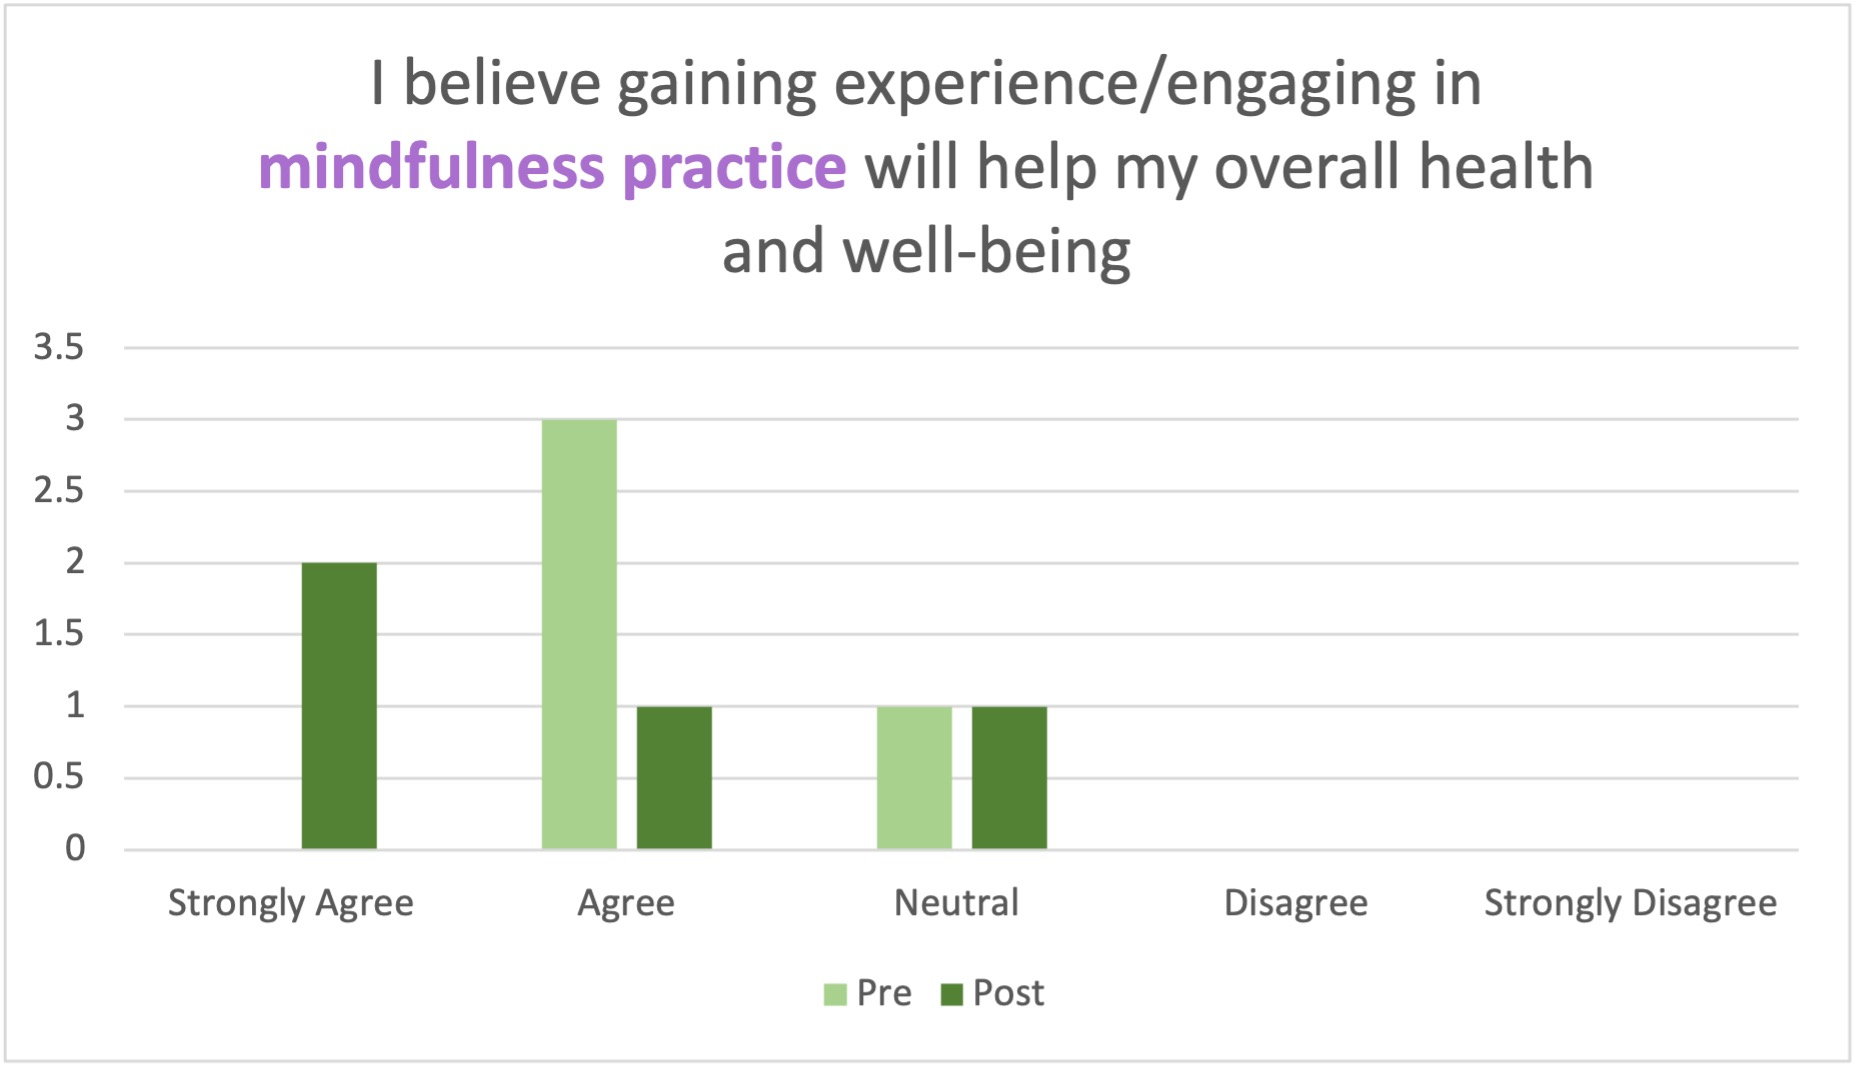 I believe gaining experience/engaging in
mindfulness practice will help my overall health
and well-being
3.5
3
2.5
2
1.5
1
0.5
0
Strongly Agree Agree Neutral Disagree Strongly Disagree
Pre Post